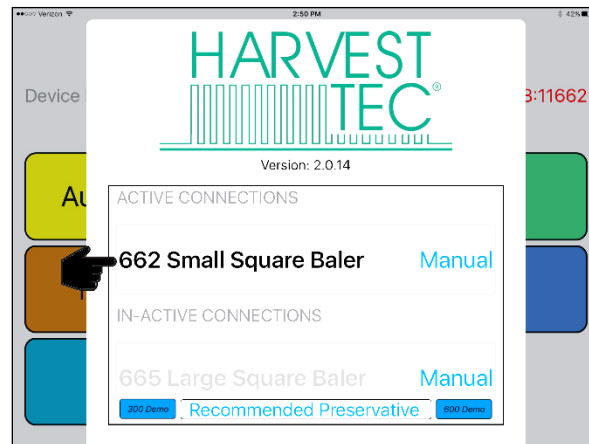 Verizon 2:50 PM 42%
HARVEST
TEC®
Device 3:11662
Version: 2.0.14
Au
ACTIVE CONNECTIONS
662 Small Square Baler Manual
IN-ACTIVE CONNECTIONS
665 Large Square Baler Manual
300 Demo Recommended Preservative 600 Demo